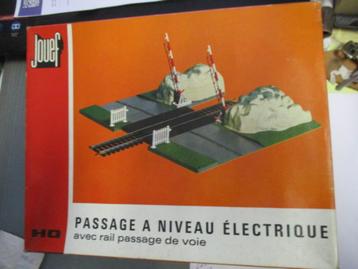 Jouef
HO
PASSAGE A NIVEAU ÉLECTRIQUE
avec rail passage de voie